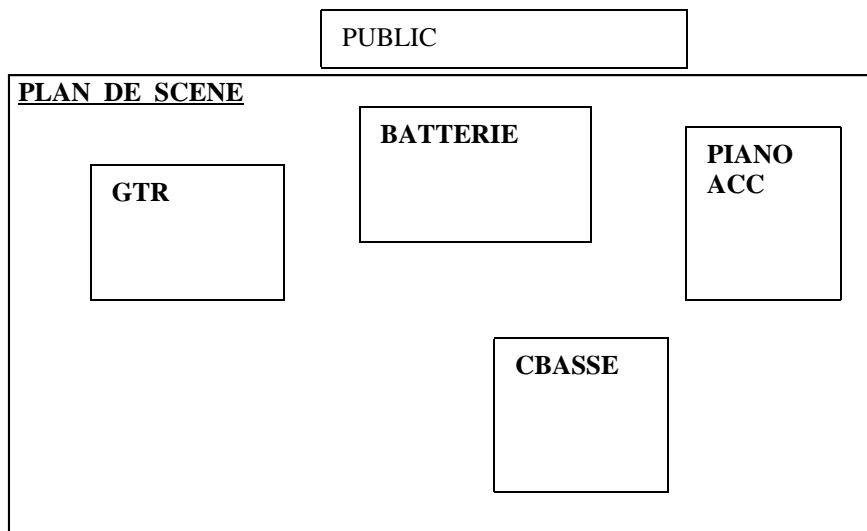 PUBLIC
PLAN DE SCENE
BATTERIE
PIANO
ACC
GTR
CBASSE